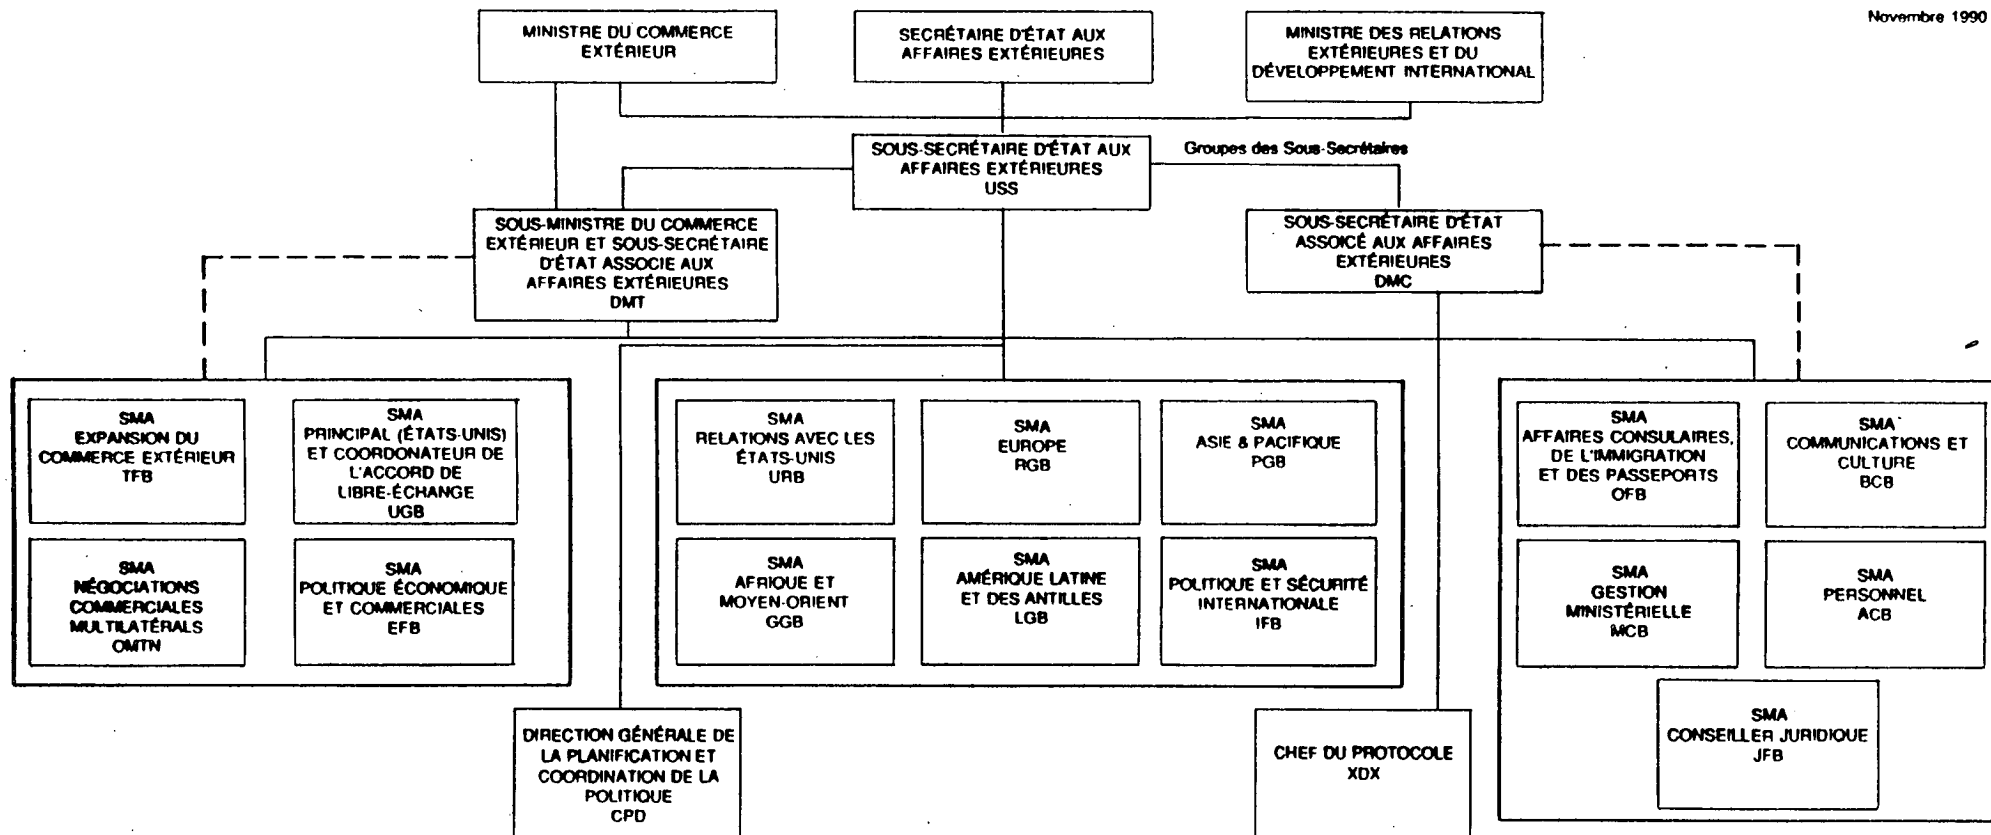 Novembre 1990
MINISTRE DU COMMERCE
EXTÉRIEUR
SECRÉTAIRE D'ÉTAT AUX
AFFAIRES EXTÉRIEURES
MINISTRE DES RELATIONS
EXTÉRIEURES ET DU
DÉVELOPPEMENT INTERNATIONAL
SOUS-SECRÉTAIRE D'ÉTAT AUX
AFFAIRES EXTÉRIEURES
USS
Groupes des Sous-Secrétaires
SOUS-MINISTRE DU COMMERCE
EXTÉRIEUR ET SOUS-SECRÉTAIRE
D'ÉTAT ASSOCIE AUX
AFFAIRES EXTÉRIEURES
DMT
SOUS-SECRÉTAIRE D'ÉTAT
ASSOICÉ AUX AFFAIRES
EXTÉRIEURES
DMC
SMA
EXPANSION DU
COMMERCE EXTÉRIEUR
TFB
SMA
PRINCIPAL (ÉTATS-UNIS)
ET COORDONATEUR DE
L'ACCORD DE
LIBRE-ÉCHANGE
UGB
SMA
NÉGOCIATIONS
COMMERCIALES
MULTILATÉRALS
OMTN
SMA
POLITIQUE ÉCONOMIQUE
ET COMMERCIALES
EFB
SMA
RELATIONS AVEC LES
ÉTATS-UNIS
URB
SMA
EUROPE
RGB
SMA
ASIE & PACIFIQUE
PGB
SMA
AFRIQUE ET
MOYEN-ORIENT
GGB
SMA
AMÉRIQUE LATINE
ET DES ANTILLES
LGB
SMA
POLITIQUE ET SÉCURITÉ
INTERNATIONALE
IFB
SMA
AFFAIRES CONSULAIRES,
DE L'IMMIGRATION
ET DES PASSEPORTS
OFB
SMA
COMMUNICATIONS ET
CULTURE
BCB
SMA
GESTION
MINISTÉRIELLE
MCB
SMA
PERSONNEL
ACB
SMA
CONSEILLER JURIDIQUE
JFB
DIRECTION GÉNÉRALE DE
LA PLANIFICATION ET
COORDINATION DE LA
POLITIQUE
CPD
CHEF DU PROTOCOLE
XDX